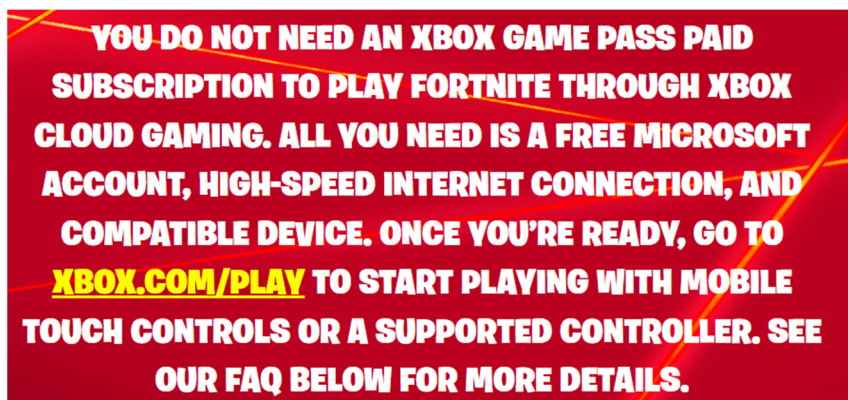 YOU DO NOT NEED AN XBOX GAME PASS PAID
SUBSCRIPTION TO PLAY FORTNITE THROUGH XBOX
CLOUD GAMING. ALL YOU NEED IS A FREE MICROSOFT
ACCOUNT, HIGH-SPEED INTERNET CONNECTION, AND
COMPATIBLE DEVICE. ONCE YOU'RE READY, GO TO
XBOX.COM/PLAY TO START PLAYING WITH MOBILE
TOUCH CONTROLS OR A SUPPORTED CONTROLLER. SEE
OUR FAQ BELOW FOR MORE DETAILS.